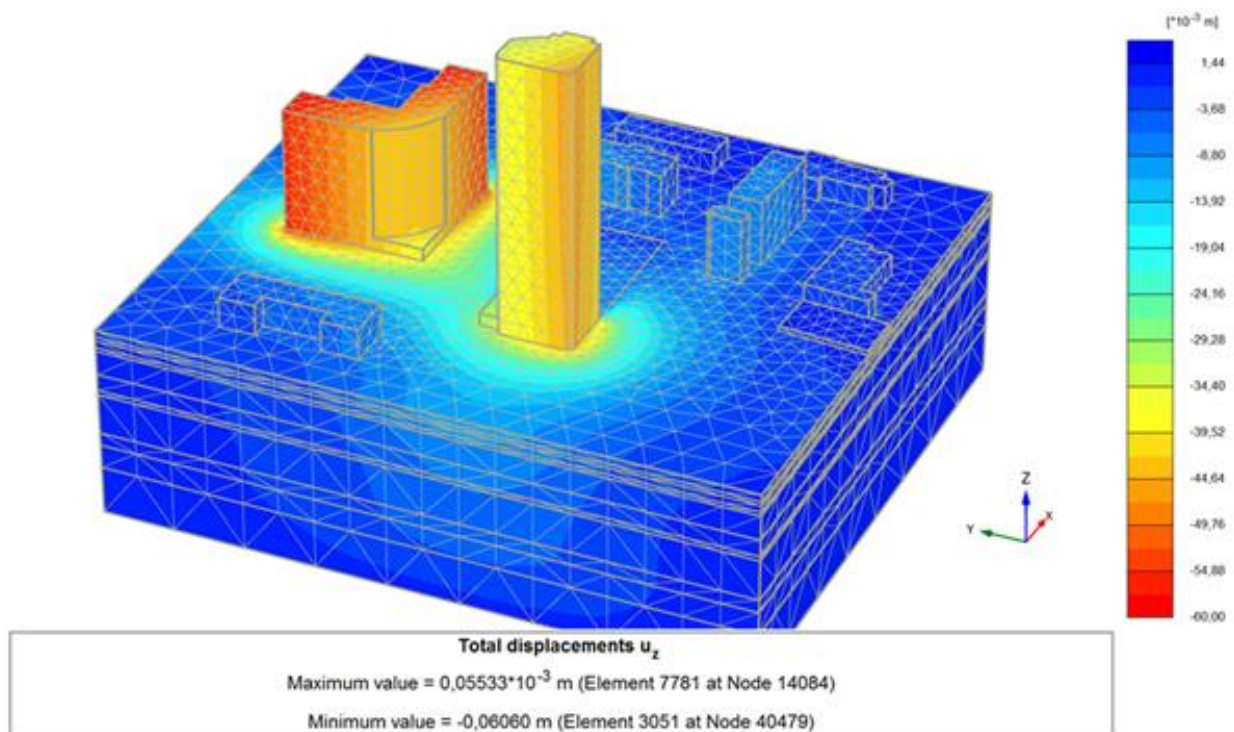 [*10⁻³ m]
1,44
-3,68
-8,80
-13,92
-19,04
-24,16
-29,28
-34,40
-39,52
-44,64
-49,76
-54,88
-60,00
Z
Y
X
Total displacements u_z
Maximum value = 0,05533*10⁻³ m (Element 7781 at Node 14084)
Minimum value = -0,06060 m (Element 3051 at Node 40479)